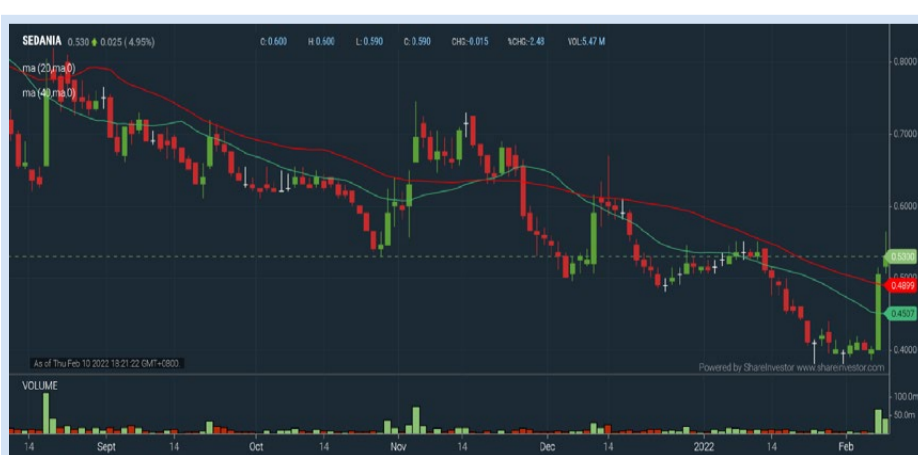 SEDANIA 0.530 0.025 (4.95%) O: 0.600 H: 0.600 L: 0.590 C: 0.590 CHG:-0.015 %CHG:-2.48 VOL:5.47 M
ma (20,ma,0)
ma (40,ma,0)
0.8000
0.7000
0.6000
0.5300
0.5000
0.4899
0.4507
0.4000
As of Thu Feb 10 2022 18:21:22 GMT+0800.
Powered by ShareInvestor www.shareinvestor.com
VOLUME
100.0m
50.0m
14 Sept 14 Oct 14 Nov 14 Dec 14 2022 14 Feb